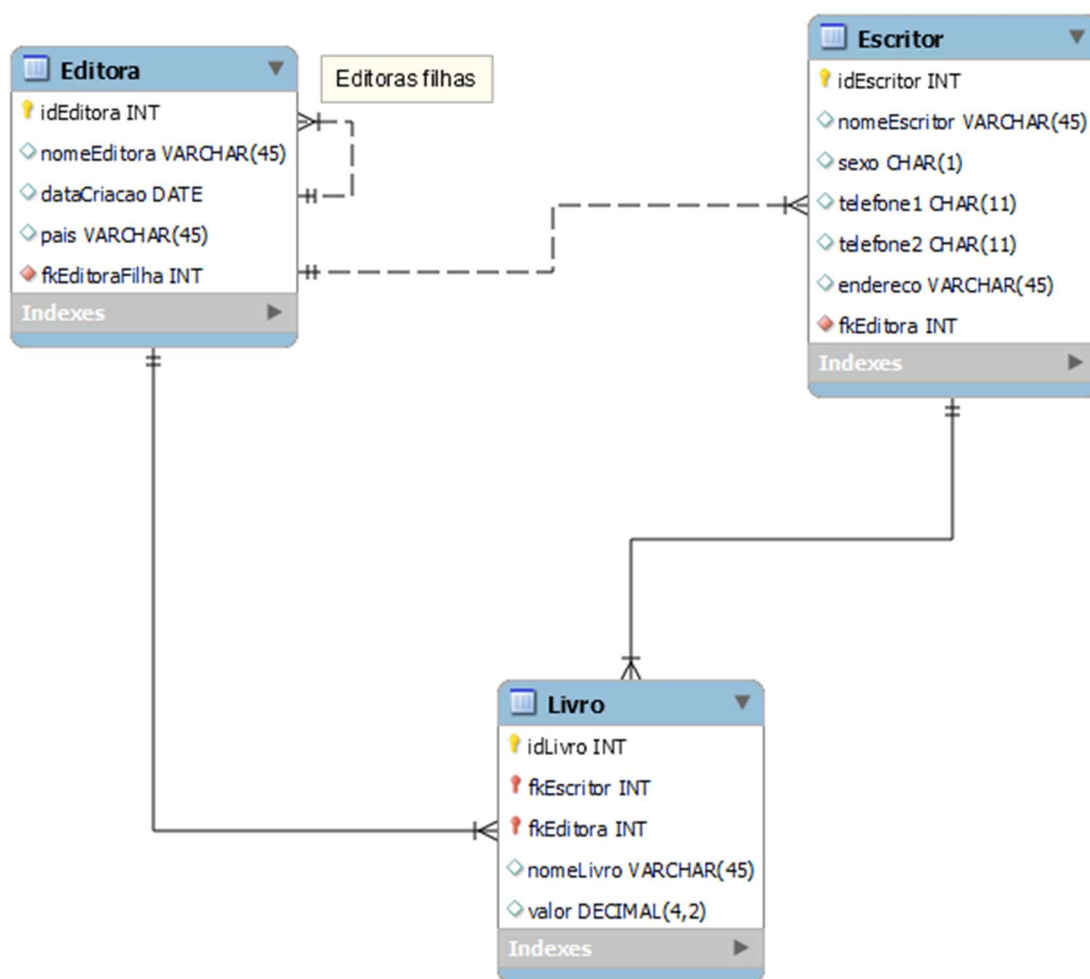 Editora
idEditora INT
nomeEditora VARCHAR(45)
dataCriacao DATE
pais VARCHAR(45)
fkEditoraFilha INT
Indexes
Editoras filhas
Escritor
idEscritor INT
nomeEscritor VARCHAR(45)
sexo CHAR(1)
telefone1 CHAR(11)
telefone2 CHAR(11)
endereco VARCHAR(45)
fkEditora INT
Indexes
Livro
idLivro INT
fkEscritor INT
fkEditora INT
nomeLivro VARCHAR(45)
valor DECIMAL(4,2)
Indexes